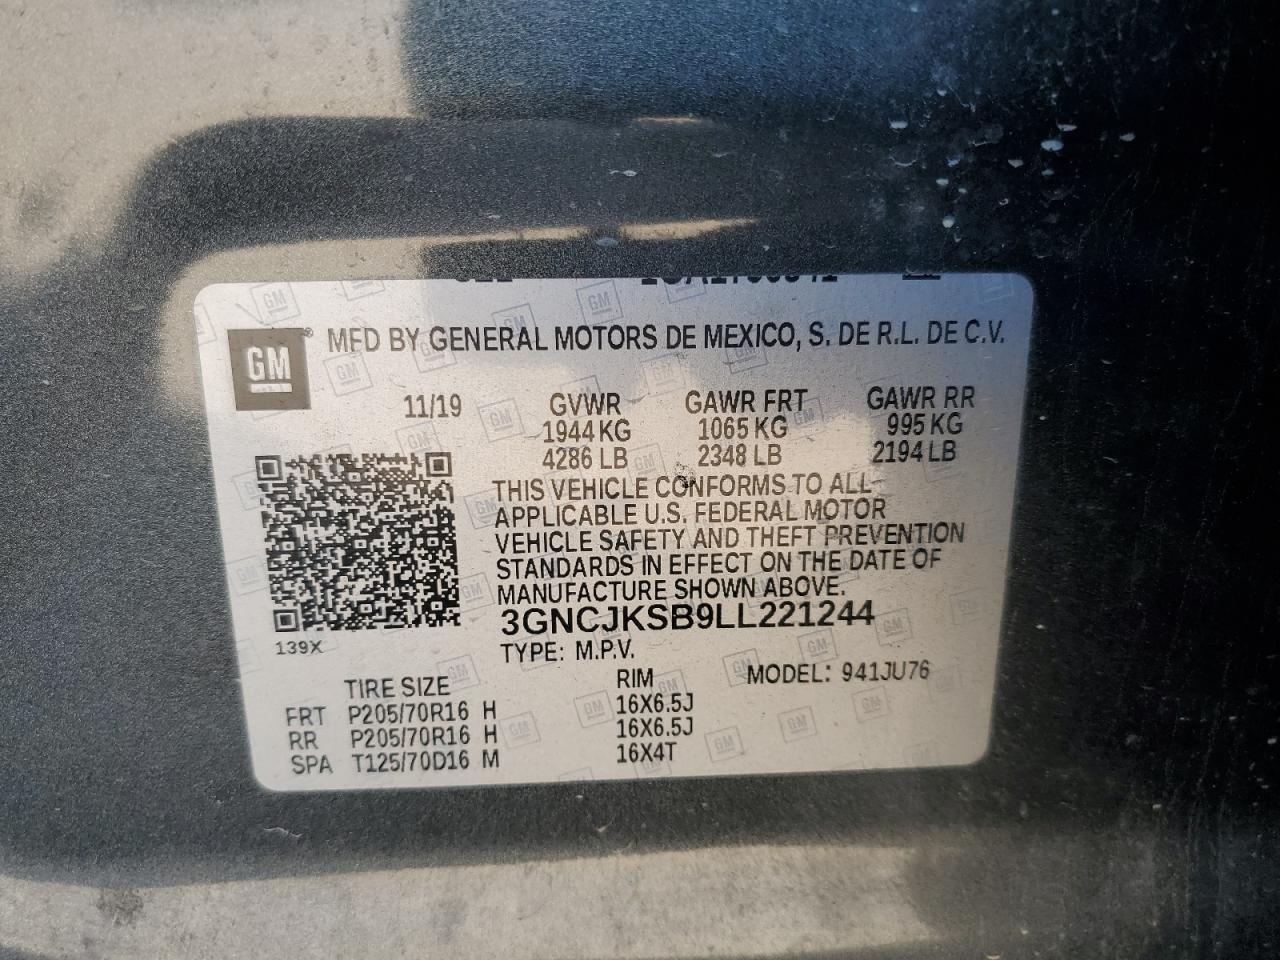 GM ® MFD BY GENERAL MOTORS DE MEXICO, S. DE R.L. DE C.V.
11/19 GVWR GAWR FRT GAWR RR
1944 KG 1065 KG 995 KG
4286 LB 2348 LB 2194 LB
THIS VEHICLE CONFORMS TO ALL
APPLICABLE U.S. FEDERAL MOTOR
VEHICLE SAFETY AND THEFT PREVENTION
STANDARDS IN EFFECT ON THE DATE OF
MANUFACTURE SHOWN ABOVE.
3GNCJKSB9LL221244
139X
TYPE: M.P.V.
MODEL: 941JU76
TIRE SIZE RIM
FRT P205/70R16 H 16X6.5J
RR P205/70R16 H 16X6.5J
SPA T125/70D16 M 16X4T